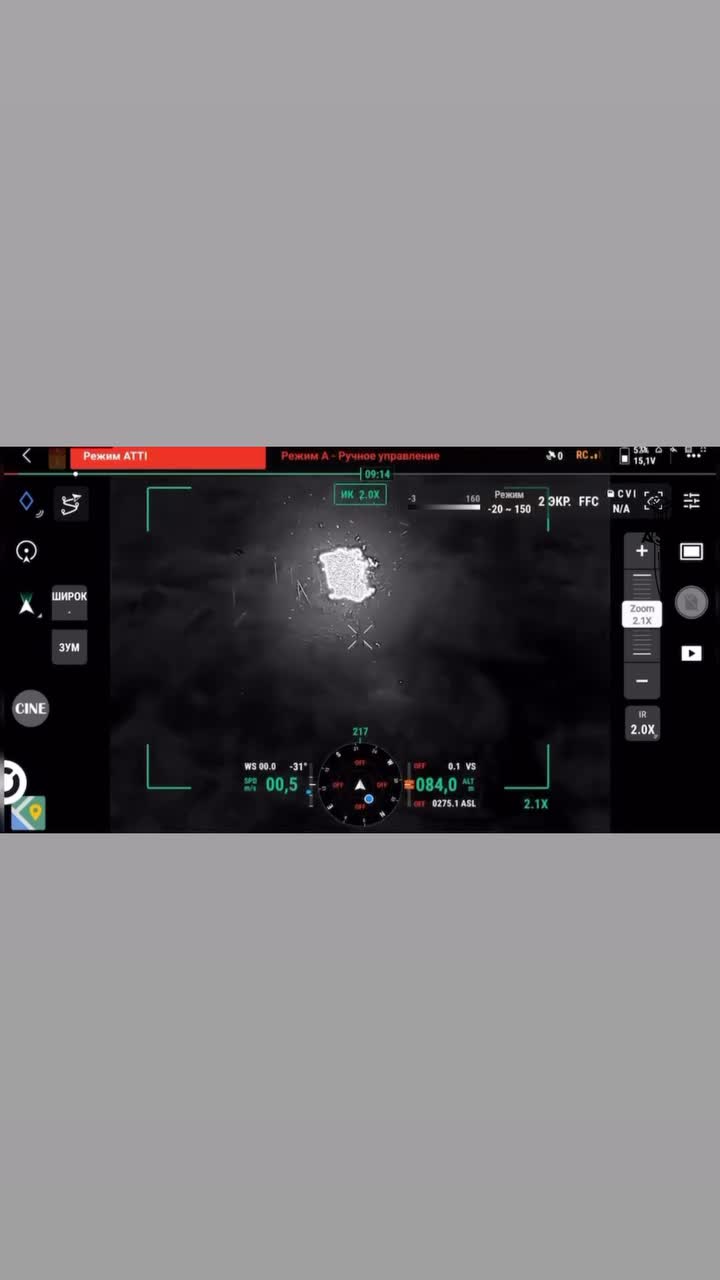 Режим ATTI
Режим А - Ручное управление
0
RC
15,1V
09:14
ИК 2.0X
-3
160
Режим
-20 ~ 150
2 ЭКР.
FFC
CVI
N/A
ШИРОК
.
ЗУМ
CINE
Zoom
2.1X
IR
2.0X
217
WS 00.0
-31°
SPD
m/s
00,5
OFF
OFF
OFF
OFF
OFF
0.1 VS
084,0
ALT
m
OFF
0275.1 ASL
2.1X